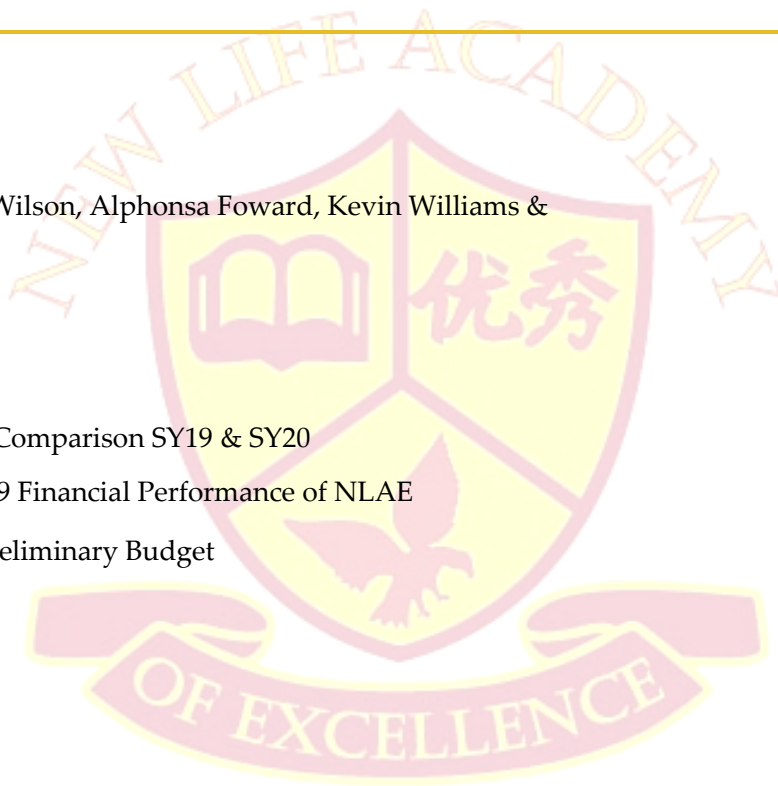 NEW LIFE ACADEMY
Wilson, Alphonsa Foward, Kevin Williams &
优秀
Comparison SY19 & SY20
9 Financial Performance of NLAE
eliminary Budget
OF EXCELLENCE